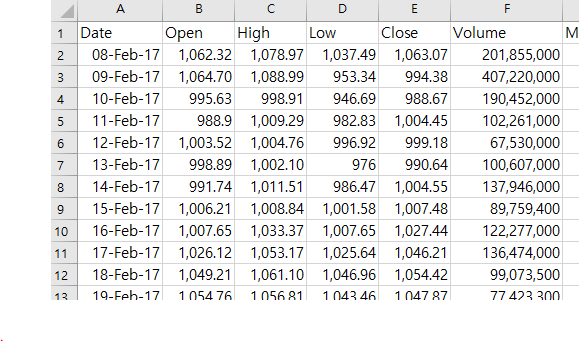 A B C D E F
1 Date Open High Low Close Volume M
2 08-Feb-17 1,062.32 1,078.97 1,037.49 1,063.07 201,855,000
3 09-Feb-17 1,064.70 1,088.99 953.34 994.38 407,220,000
4 10-Feb-17 995.63 998.91 946.69 988.67 190,452,000
5 11-Feb-17 988.9 1,009.29 982.83 1,004.45 102,261,000
6 12-Feb-17 1,003.52 1,004.76 996.92 999.18 67,530,000
7 13-Feb-17 998.89 1,002.10 976 990.64 100,607,000
8 14-Feb-17 991.74 1,011.51 986.47 1,004.55 137,946,000
9 15-Feb-17 1,006.21 1,008.84 1,001.58 1,007.48 89,759,400
10 16-Feb-17 1,007.65 1,033.37 1,007.65 1,027.44 122,277,000
11 17-Feb-17 1,026.12 1,053.17 1,025.64 1,046.21 136,474,000
12 18-Feb-17 1,049.21 1,061.10 1,046.96 1,054.42 99,073,500
13 19-Feb-17 1,054.76 1,056.81 1,043.46 1,047.87 77,423,300